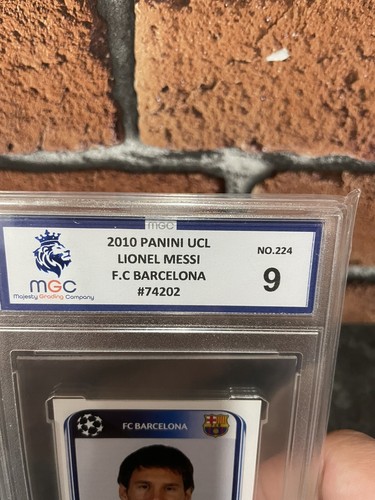 MGC
2010 PANINI UCL
LIONEL MESSI
F.C BARCELONA
#74202
NO.224
9
MGC
Majesty Grading Company
FC BARCELONA